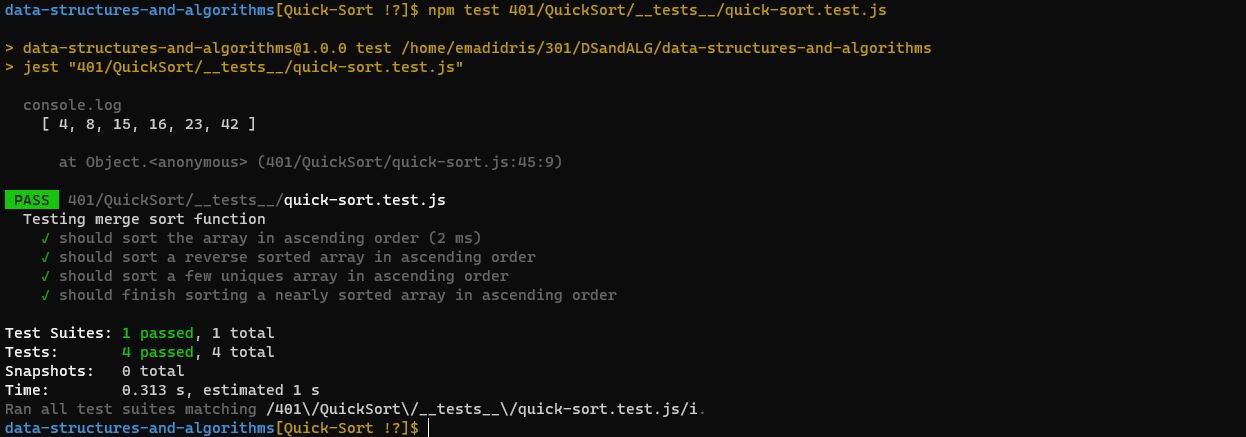 data-structures-and-algorithms[Quick-Sort !?]$ npm test 401/QuickSort/__tests__/quick-sort.test.js
> data-structures-and-algorithms@1.0.0 test /home/emadidris/301/DSandALG/data-structures-and-algorithms
> jest "401/QuickSort/__tests__/quick-sort.test.js"
console.log
[ 4, 8, 15, 16, 23, 42 ]
at Object.<anonymous> (401/QuickSort/quick-sort.js:45:9)
PASS 401/QuickSort/__tests__/quick-sort.test.js
Testing merge sort function
✓ should sort the array in ascending order (2 ms)
✓ should sort a reverse sorted array in ascending order
✓ should sort a few uniques array in ascending order
✓ should finish sorting a nearly sorted array in ascending order
Test Suites: 1 passed, 1 total
Tests: 4 passed, 4 total
Snapshots: 0 total
Time: 0.313 s, estimated 1 s
Ran all test suites matching /401\/QuickSort\/__tests__\/quick-sort.test.js/i.
data-structures-and-algorithms[Quick-Sort !?]$